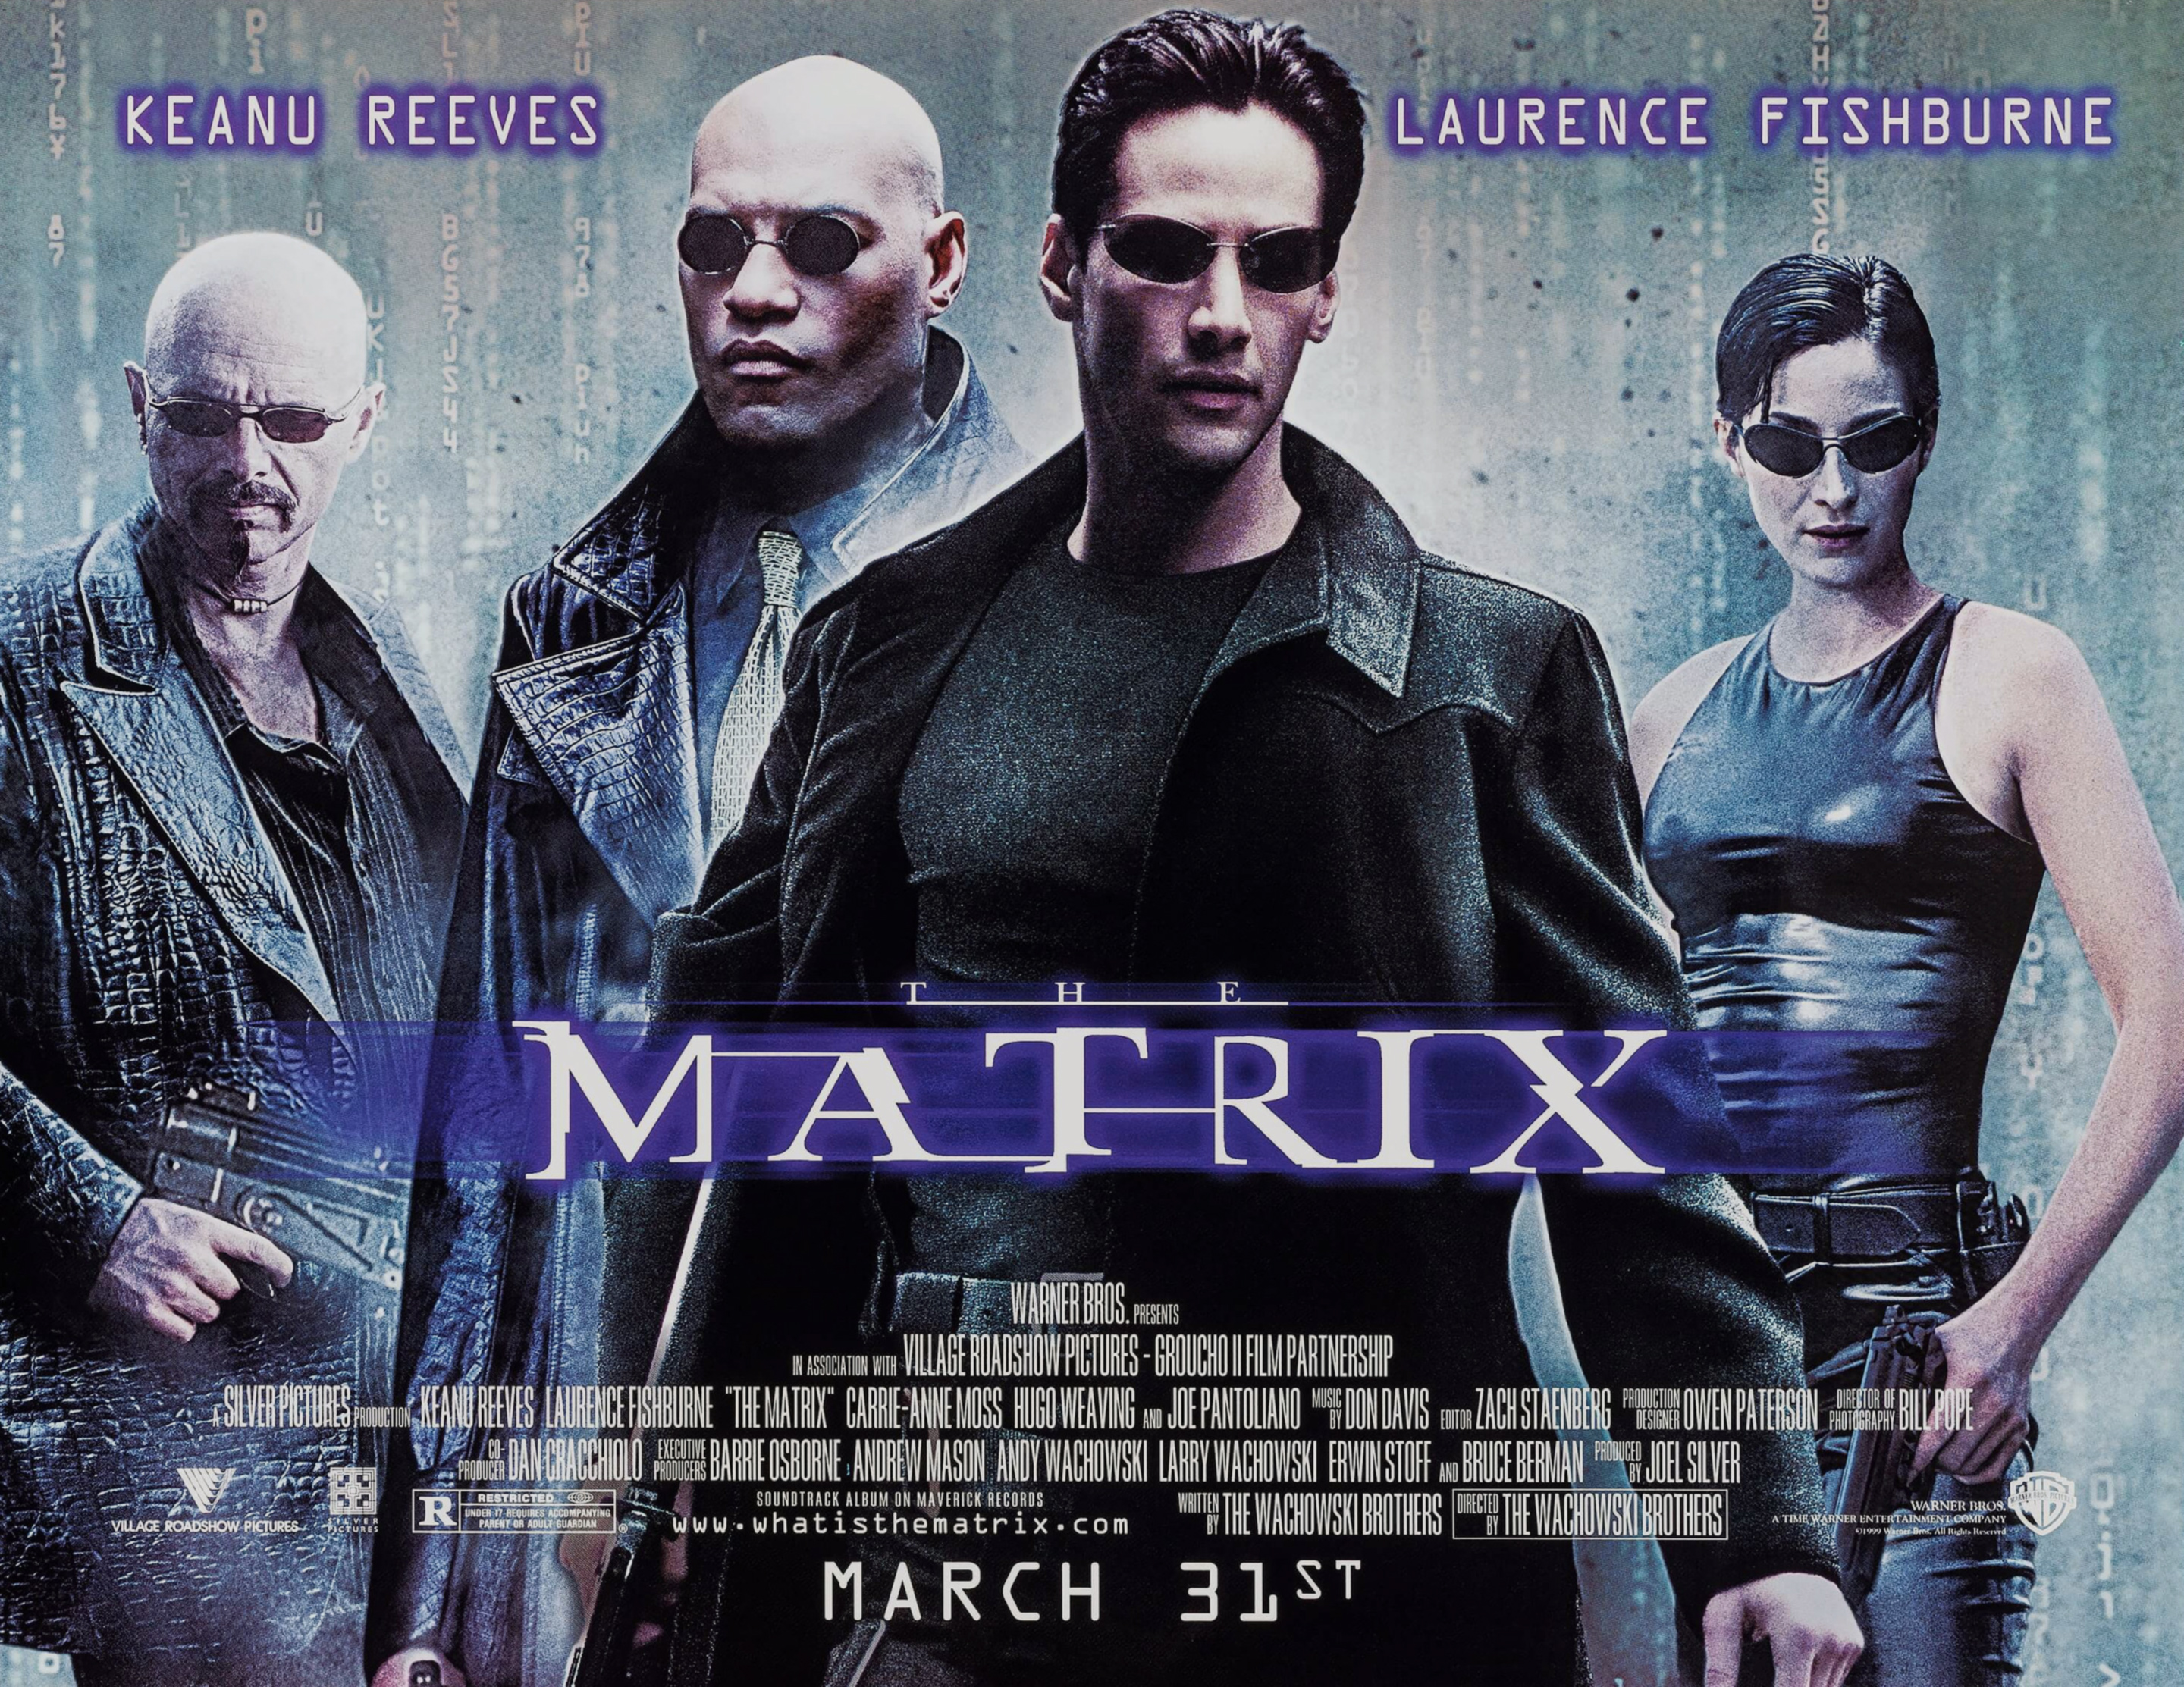 KEANU REEVES
LAURENCE FISHBURNE
THE
MATRIX
WARNER BROS. PRESENTS
IN ASSOCIATION WITH VILLAGE ROADSHOW PICTURES - GROUCHO II FILM PARTNERSHIP
A SILVER PICTURES PRODUCTION KEANU REEVES LAURENCE FISHBURNE "THE MATRIX" CARRIE-ANNE MOSS HUGO WEAVING AND JOE PANTOLIANO MUSIC BY DON DAVIS EDITOR ZACH STAENBERG PRODUCTION DESIGNER OWEN PATERSON DIRECTOR OF PHOTOGRAPHY BILL POPE
CO-PRODUCER DAN CRACCHIOLO EXECUTIVE PRODUCERS BARRIE OSBORNE ANDREW MASON ANDY WACHOWSKI LARRY WACHOWSKI ERWIN STOFF AND BRUCE BERMAN PRODUCED BY JOEL SILVER
VILLAGE ROADSHOW PICTURES
SILVER
PICTURES
R
RESTRICTED
UNDER 17 REQUIRES ACCOMPANYING
PARENT OR ADULT GUARDIAN
®
SOUNDTRACK ALBUM ON MAVERICK RECORDS
www.whatisthematrix.com
WRITTEN BY THE WACHOWSKI BROTHERS
DIRECTED BY THE WACHOWSKI BROTHERS
WARNER BROS.
A TIME WARNER ENTERTAINMENT COMPANY
©1999 Warner Bros. All Rights Reserved
MARCH 31ST